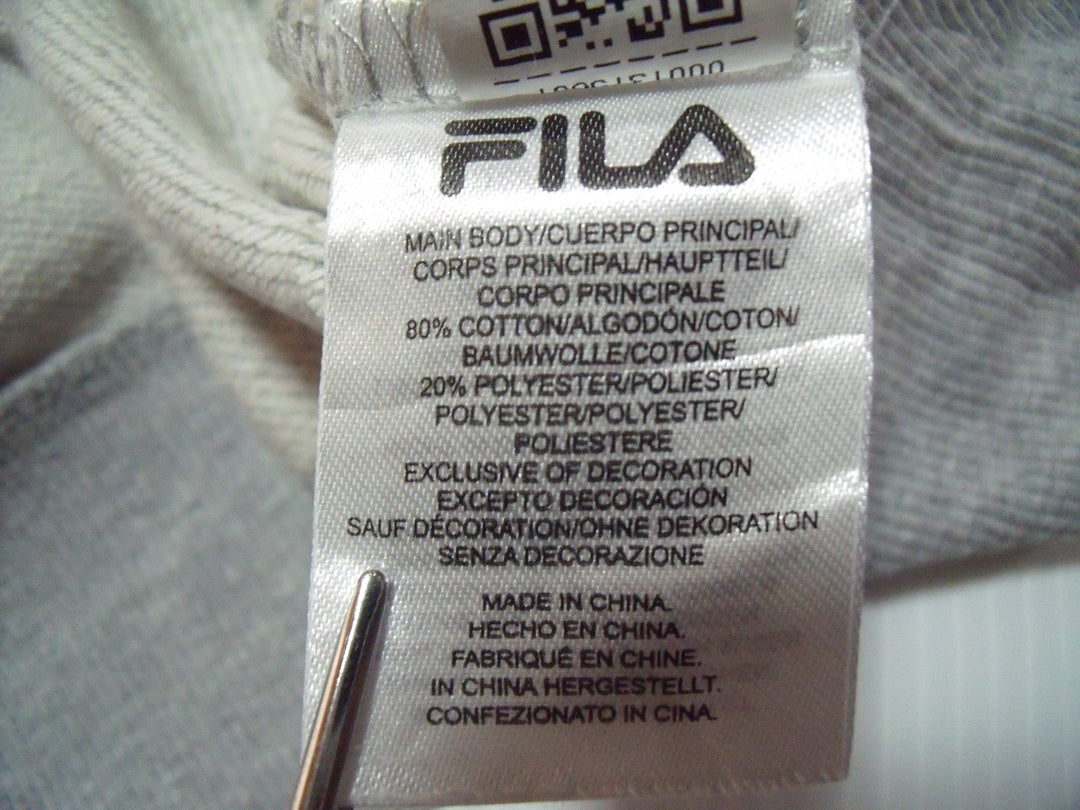 FILA
MAIN BODY/CUERPO PRINCIPAL/
CORPS PRINCIPAL/HAUPTTEIL/
CORPO PRINCIPALE
80% COTTON/ALGODÓN/COTON/
BAUMWOLLE/COTONE
20% POLYESTER/POLIESTER/
POLYESTER/POLYESTER/
POLIESTERE
EXCLUSIVE OF DECORATION
EXCEPTO DECORACIÓN
SAUF DÉCORATION/OHNE DEKORATION
SENZA DECORAZIONE
MADE IN CHINA.
HECHO EN CHINA.
FABRIQUÉ EN CHINE.
IN CHINA HERGESTELLT.
CONFEZIONATO IN CINA.